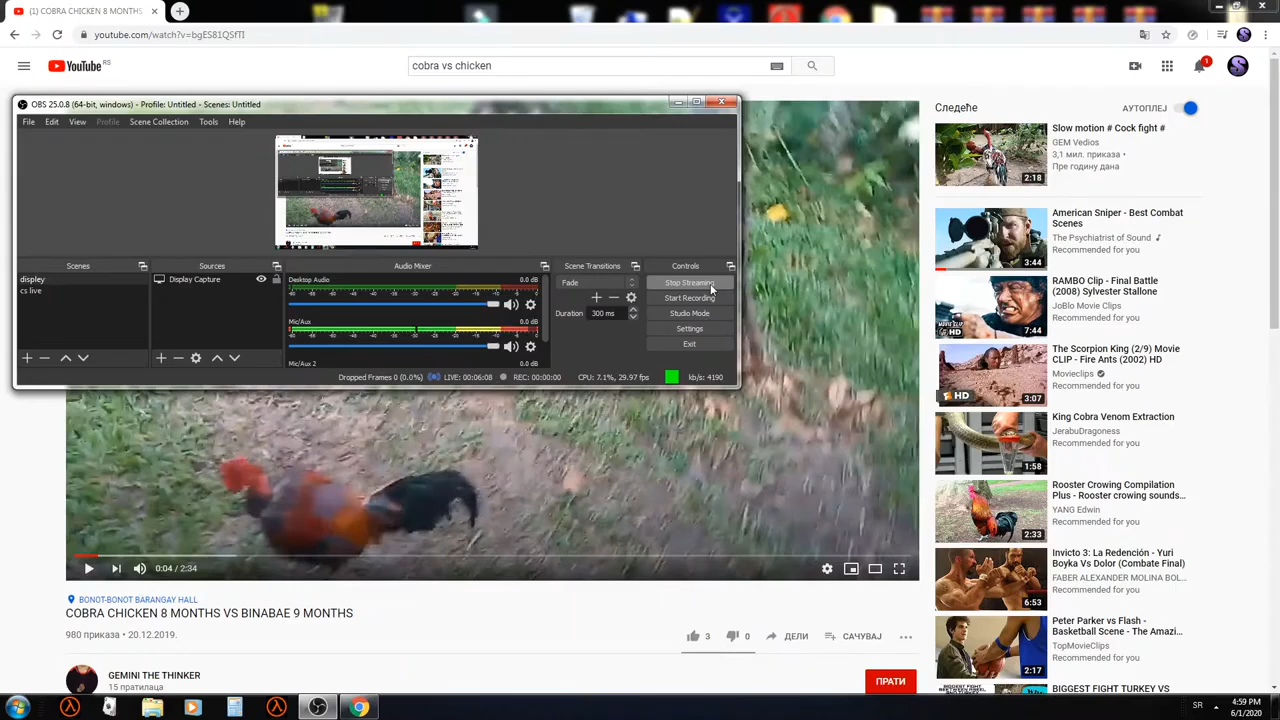 (1) COBRA CHICKEN 8 MONTHS
youtube.com/watch?v=bgES81QSfTI
YouTube RS
cobra vs chicken
1
OBS 25.0.8 (64-bit, windows) - Profile: Untitled - Scenes: Untitled
File Edit View Profile Scene Collection Tools Help
Scenes
Sources
Audio Mixer
Scene Transitions
Controls
displej
cs live
Display Capture
Desktop Audio 0.0 dB
Mic/Aux 0.0 dB
Mic/Aux 2 0.0 dB
Fade
Duration 300 ms
Stop Streaming
Start Recording
Studio Mode
Settings
Exit
Dropped Frames 0 (0.0%) LIVE: 00:06:08 REC: 00:00:00 CPU: 7.1%, 29.97 fps kb/s: 4190
0:04 / 2:34
BONOT-BONOT BARANGAY HALL
COBRA CHICKEN 8 MONTHS VS BINABAE 9 MONTHS
980 приказа • 20.12.2019.
3 0 ДЕЛИ САЧУВАЈ
GEMINI THE THINKER
15 пратилаца
ПРАТИ
Следеће
АУТОПЛЕЈ
Slow motion # Cock fight #
GEM Vedios
3,1 мил. приказа •
Пре годину дана
2:18
American Sniper - Best Combat
Scenes
The Psychiatrist of Sound
Recommended for you
3:44
RAMBO Clip - Final Battle
(2008) Sylvester Stallone
JoBlo Movie Clips
Recommended for you
7:44
The Scorpion King (2/9) Movie
CLIP - Fire Ants (2002) HD
Movieclips
Recommended for you
HD
3:07
King Cobra Venom Extraction
JerabuDragoness
Recommended for you
1:58
Rooster Crowing Compilation
Plus - Rooster crowing sounds...
YANG Edwin
Recommended for you
2:33
Invicto 3: La Redención - Yuri
Boyka Vs Dolor (Combate Final)
FABER ALEXANDER MOLINA BOL...
Recommended for you
6:53
Peter Parker vs Flash -
Basketball Scene - The Amazi...
TopMovieClips
Recommended for you
2:17
BIGGEST FIGHT TURKEY VS
SR
4:59 PM
6/1/2020